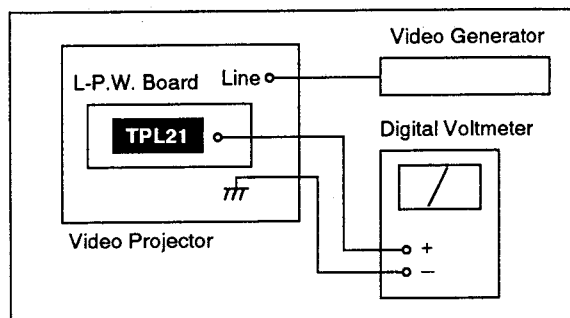 Video Generator
L-P.W. Board
Line
TPL21
Digital Voltmeter
+
—
Video Projector